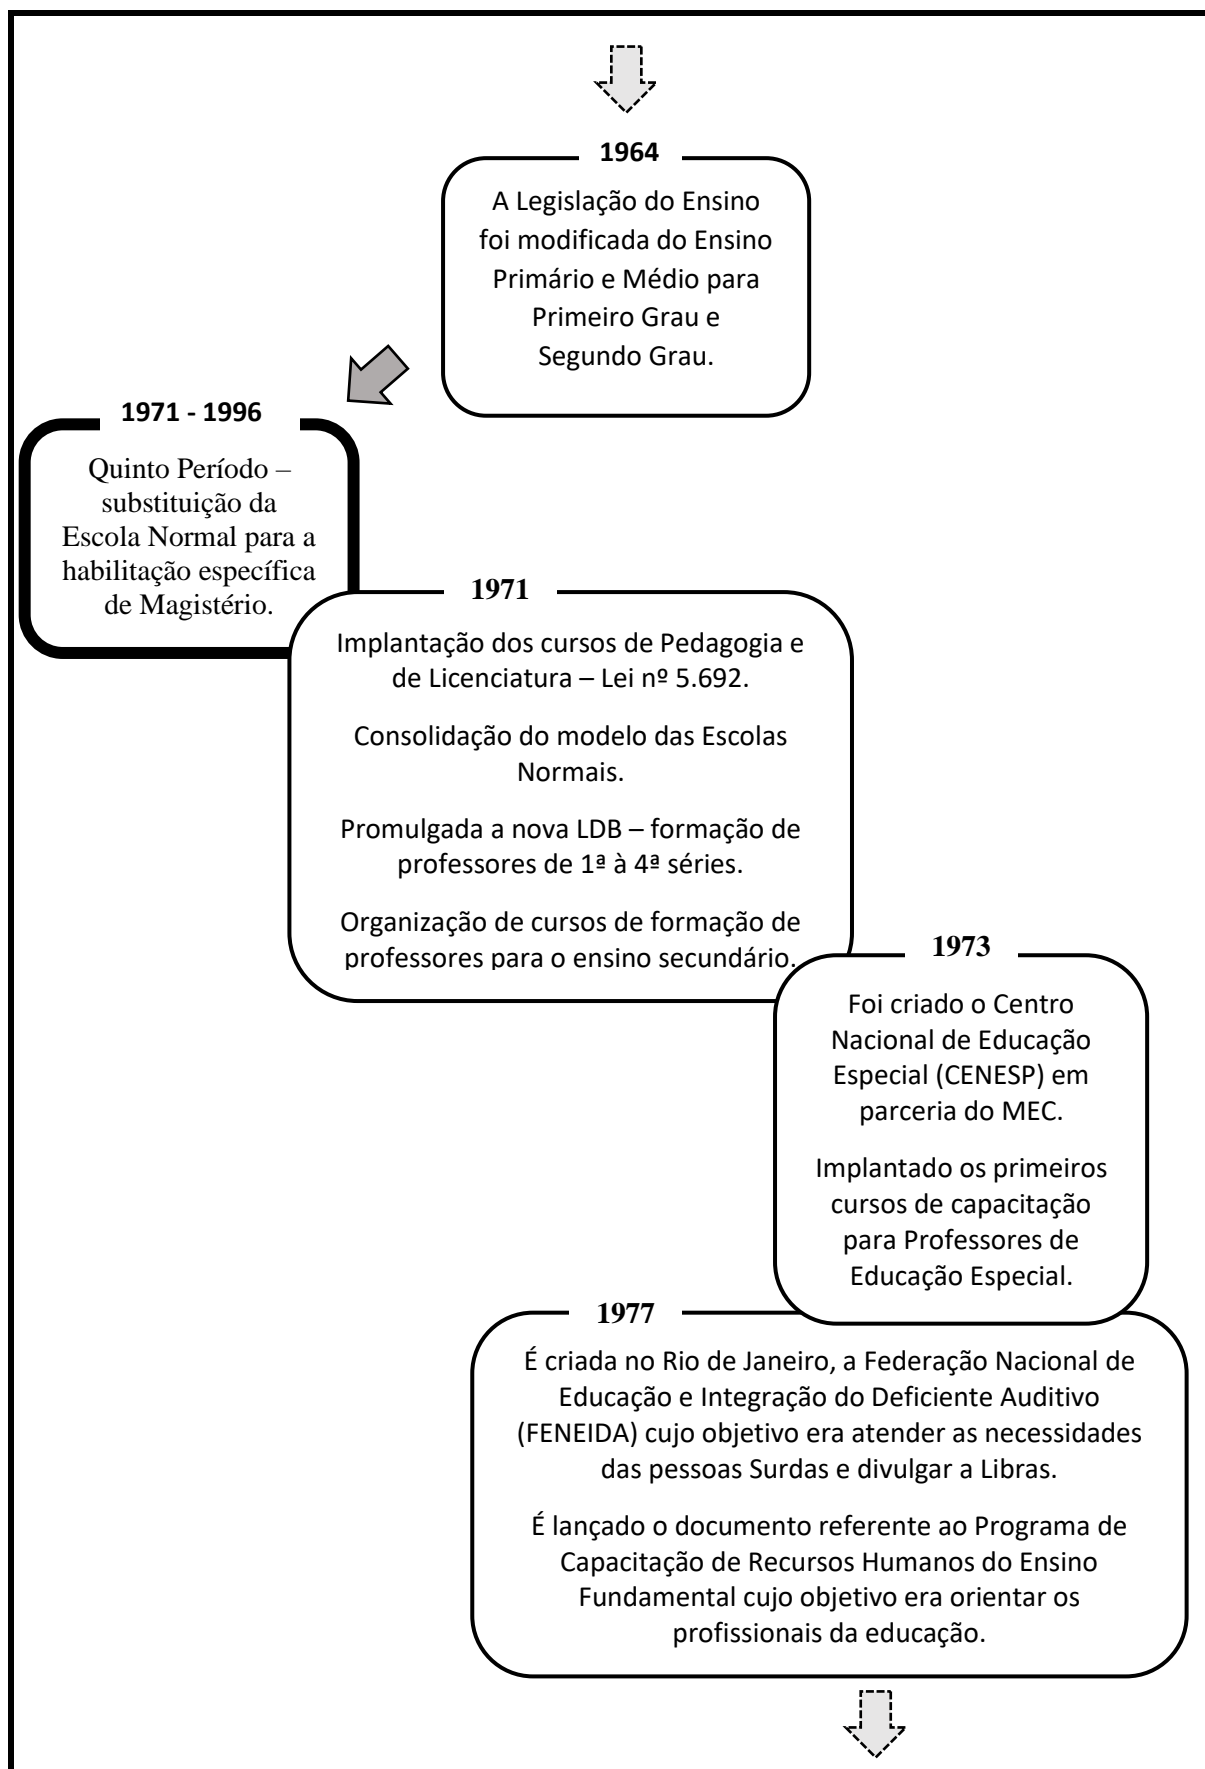 1964
A Legislação do Ensino
foi modificada do Ensino
Primário e Médio para
Primeiro Grau e
Segundo Grau.
1971 - 1996
Quinto Período –
substituição da
Escola Normal para a
habilitação específica
de Magistério.
1971
Implantação dos cursos de Pedagogia e
de Licenciatura – Lei nº 5.692.
Consolidação do modelo das Escolas
Normais.
Promulgada a nova LDB – formação de
professores de 1ª à 4ª séries.
Organização de cursos de formação de
professores para o ensino secundário.
1973
Foi criado o Centro
Nacional de Educação
Especial (CENESP) em
parceria do MEC.
Implantado os primeiros
cursos de capacitação
para Professores de
Educação Especial.
1977
É criada no Rio de Janeiro, a Federação Nacional de
Educação e Integração do Deficiente Auditivo
(FENEIDA) cujo objetivo era atender as necessidades
das pessoas Surdas e divulgar a Libras.
É lançado o documento referente ao Programa de
Capacitação de Recursos Humanos do Ensino
Fundamental cujo objetivo era orientar os
profissionais da educação.